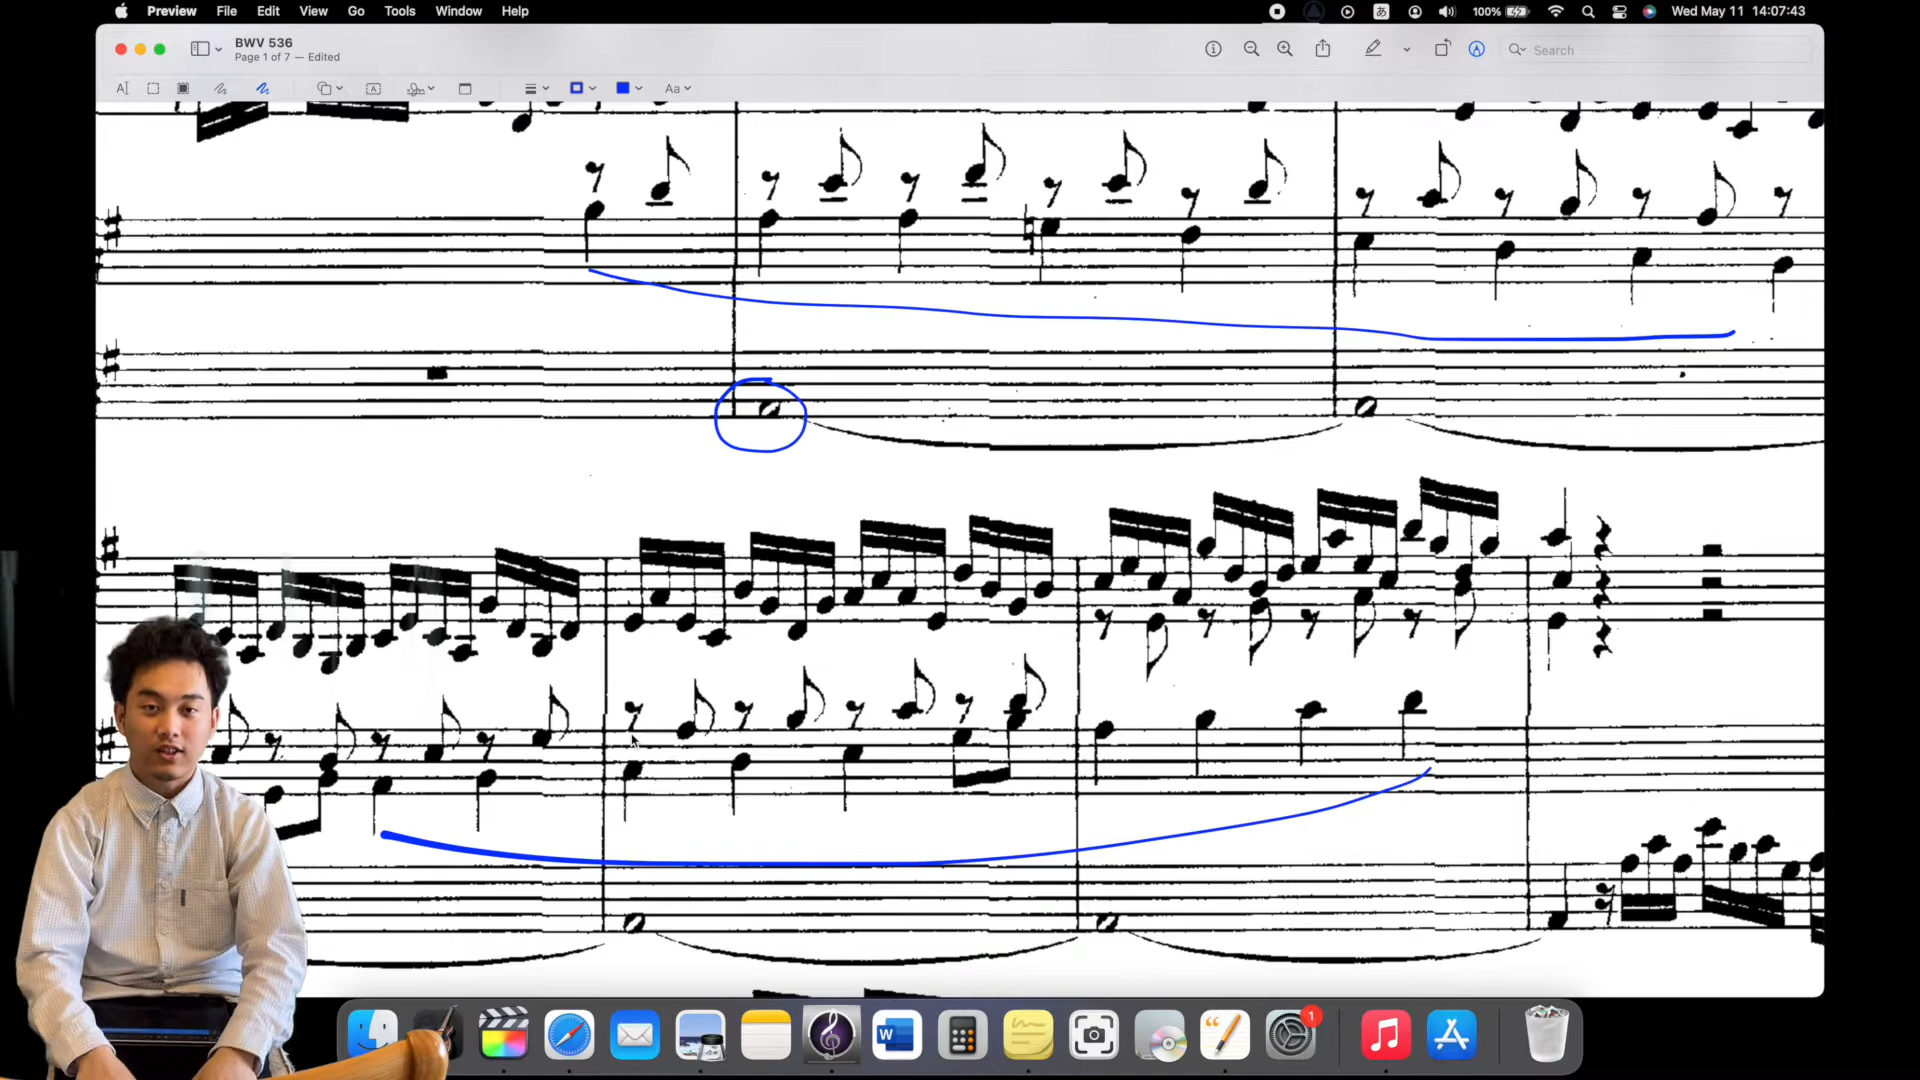 Preview File Edit View Go Tools Window Help
あ 100% Wed May 11 14:07:43
BWV 536
Page 1 of 7 — Edited
Search
A A Aa
W
1